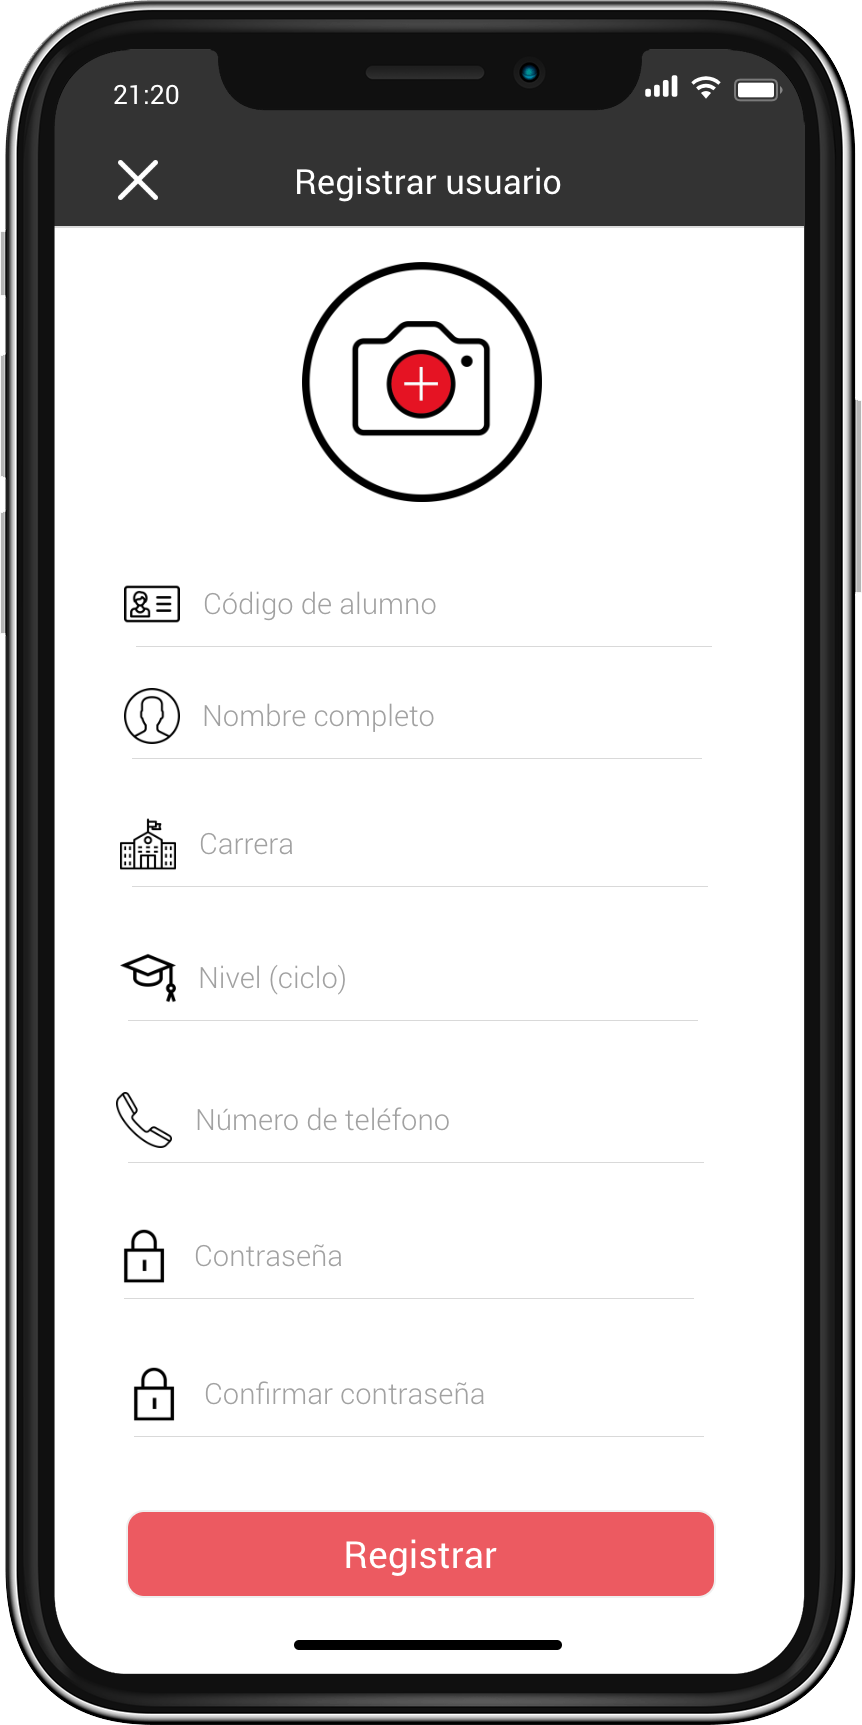 21:20
Registrar usuario
Código de alumno
Nombre completo
Carrera
Nivel (ciclo)
Número de teléfono
Contraseña
Confirmar contraseña
Registrar